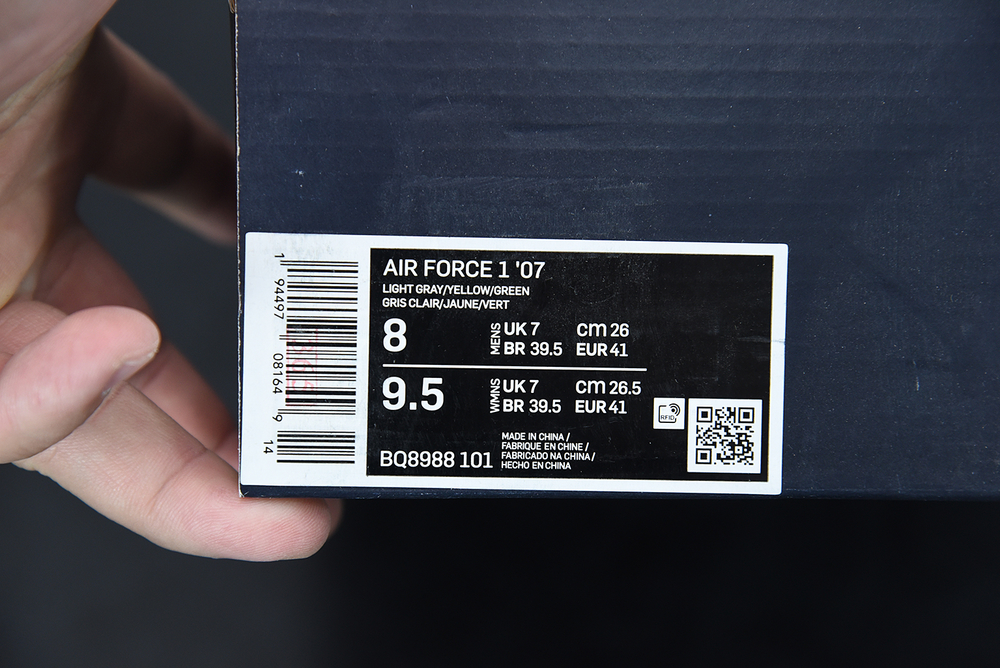 AIR FORCE 1 '07
LIGHT GRAY/YELLOW/GREEN
GRIS CLAIR/JAUNE/VERT
8
MENS
UK 7 cm 26
BR 39.5 EUR 41
9.5
WMNS
UK 7 cm 26.5
BR 39.5 EUR 41
RFID
BQ8988 101
MADE IN CHINA /
FABRIQUE EN CHINE /
FABRICADO NA CHINA /
HECHO EN CHINA
1 94497 08164 9 14